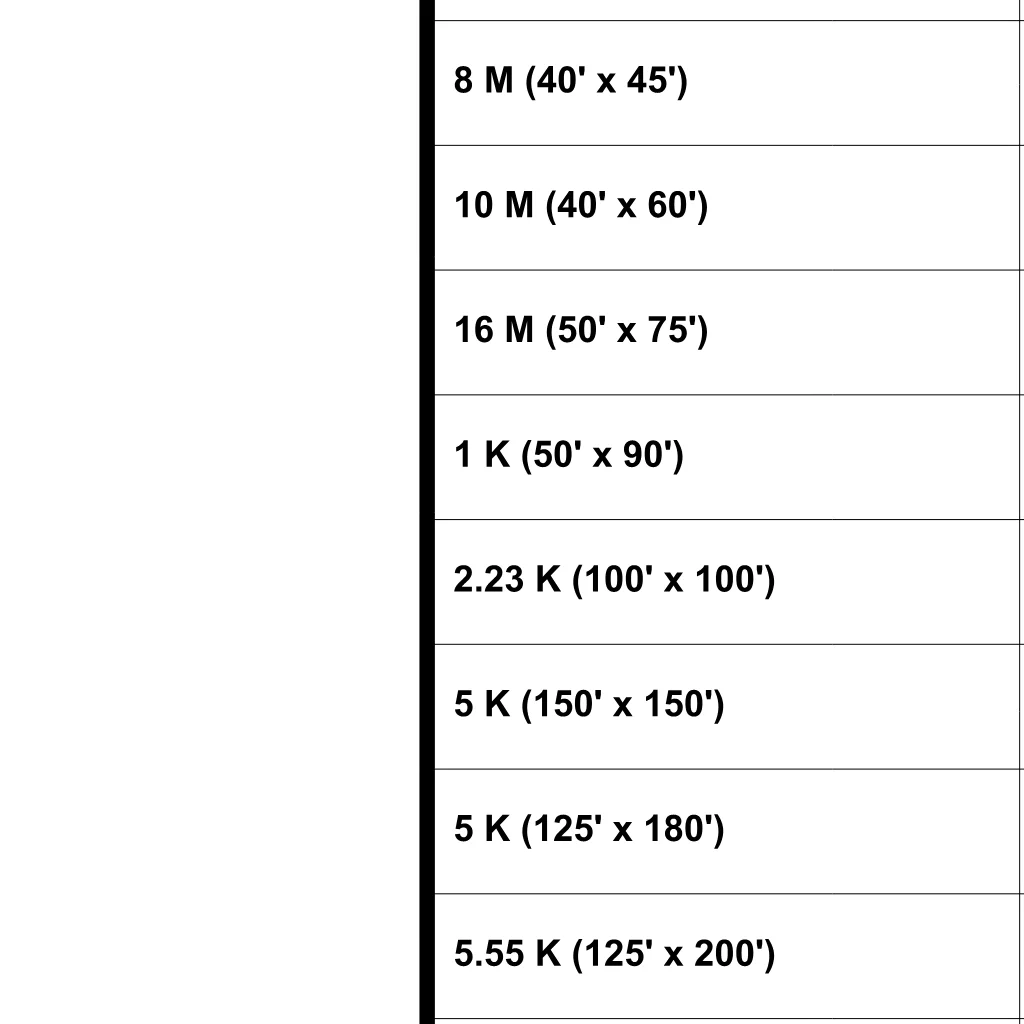 8 M (40' x 45')
10 M (40' x 60')
16 M (50' x 75')
1 K (50' x 90')
2.23 K (100' x 100')
5 K (150' x 150')
5 K (125' x 180')
5.55 K (125' x 200')